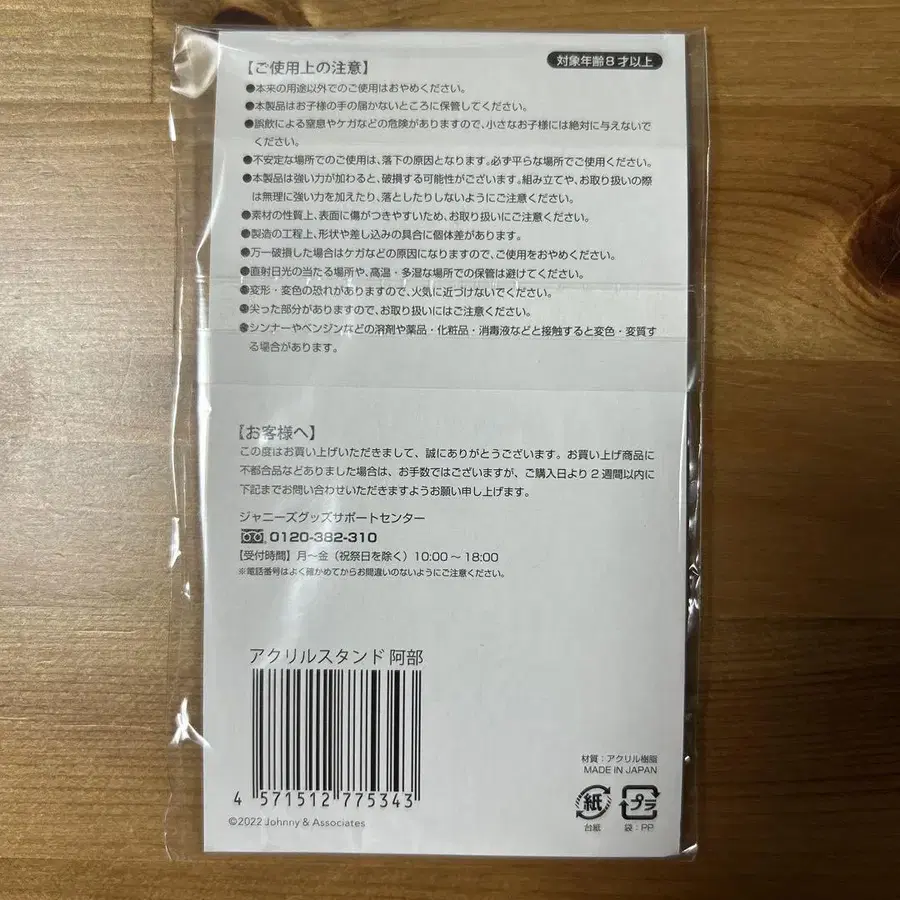 【ご使用上の注意】
対象年齢8才以上
●本来の用途以外でのご使用はおやめください。
●本製品はお子様の手の届かないところに保管してください。
●誤飲による窒息やケガなどの危険がありますので、小さなお子様には絶対に与えないで
ください。
●不安定な場所でのご使用は、落下の原因となります。必ず平らな場所でご使用ください。
●本製品は強い力が加わると、破損する可能性がございます。組み立てや、お取り扱いの際
は無理に強い力を加えたり、落としたりしないようにご注意ください。
●素材の性質上、表面に傷がつきやすいため、お取り扱いにご注意ください。
●製造の工程上、形状や差し込みの具合に個体差があります。
●万一破損した場合はケガなどの原因になりますので、ご使用をおやめください。
●直射日光の当たる場所や、高温・多湿な場所での保管は避けてください。
●変形・変色の恐れがありますので、火気に近づけないでください。
●尖った部分がありますので、お取り扱いにはご注意ください。
●シンナーやベンジンなどの溶剤や薬品・化粧品・消毒液などと接触すると変色・変質す
る場合があります。
【お客様へ】
この度はお買い上げいただきまして、誠にありがとうございます。お買い上げ商品に
不都合品などありました場合は、お手数ではございますが、ご購入日より2週間以内に
下記までお問い合わせいただきますようお願い申し上げます。
ジャニーズグッズサポートセンター
0120-382-310
【受付時間】月〜金（祝祭日を除く）10:00〜18:00
※電話番号はよく確かめてからお間違いのないようにご注意ください。
アクリルスタンド 阿部
4 571512 775343
©2022 Johnny & Associates
材質：アクリル樹脂
MADE IN JAPAN
紙
プラ
台紙
袋：PP